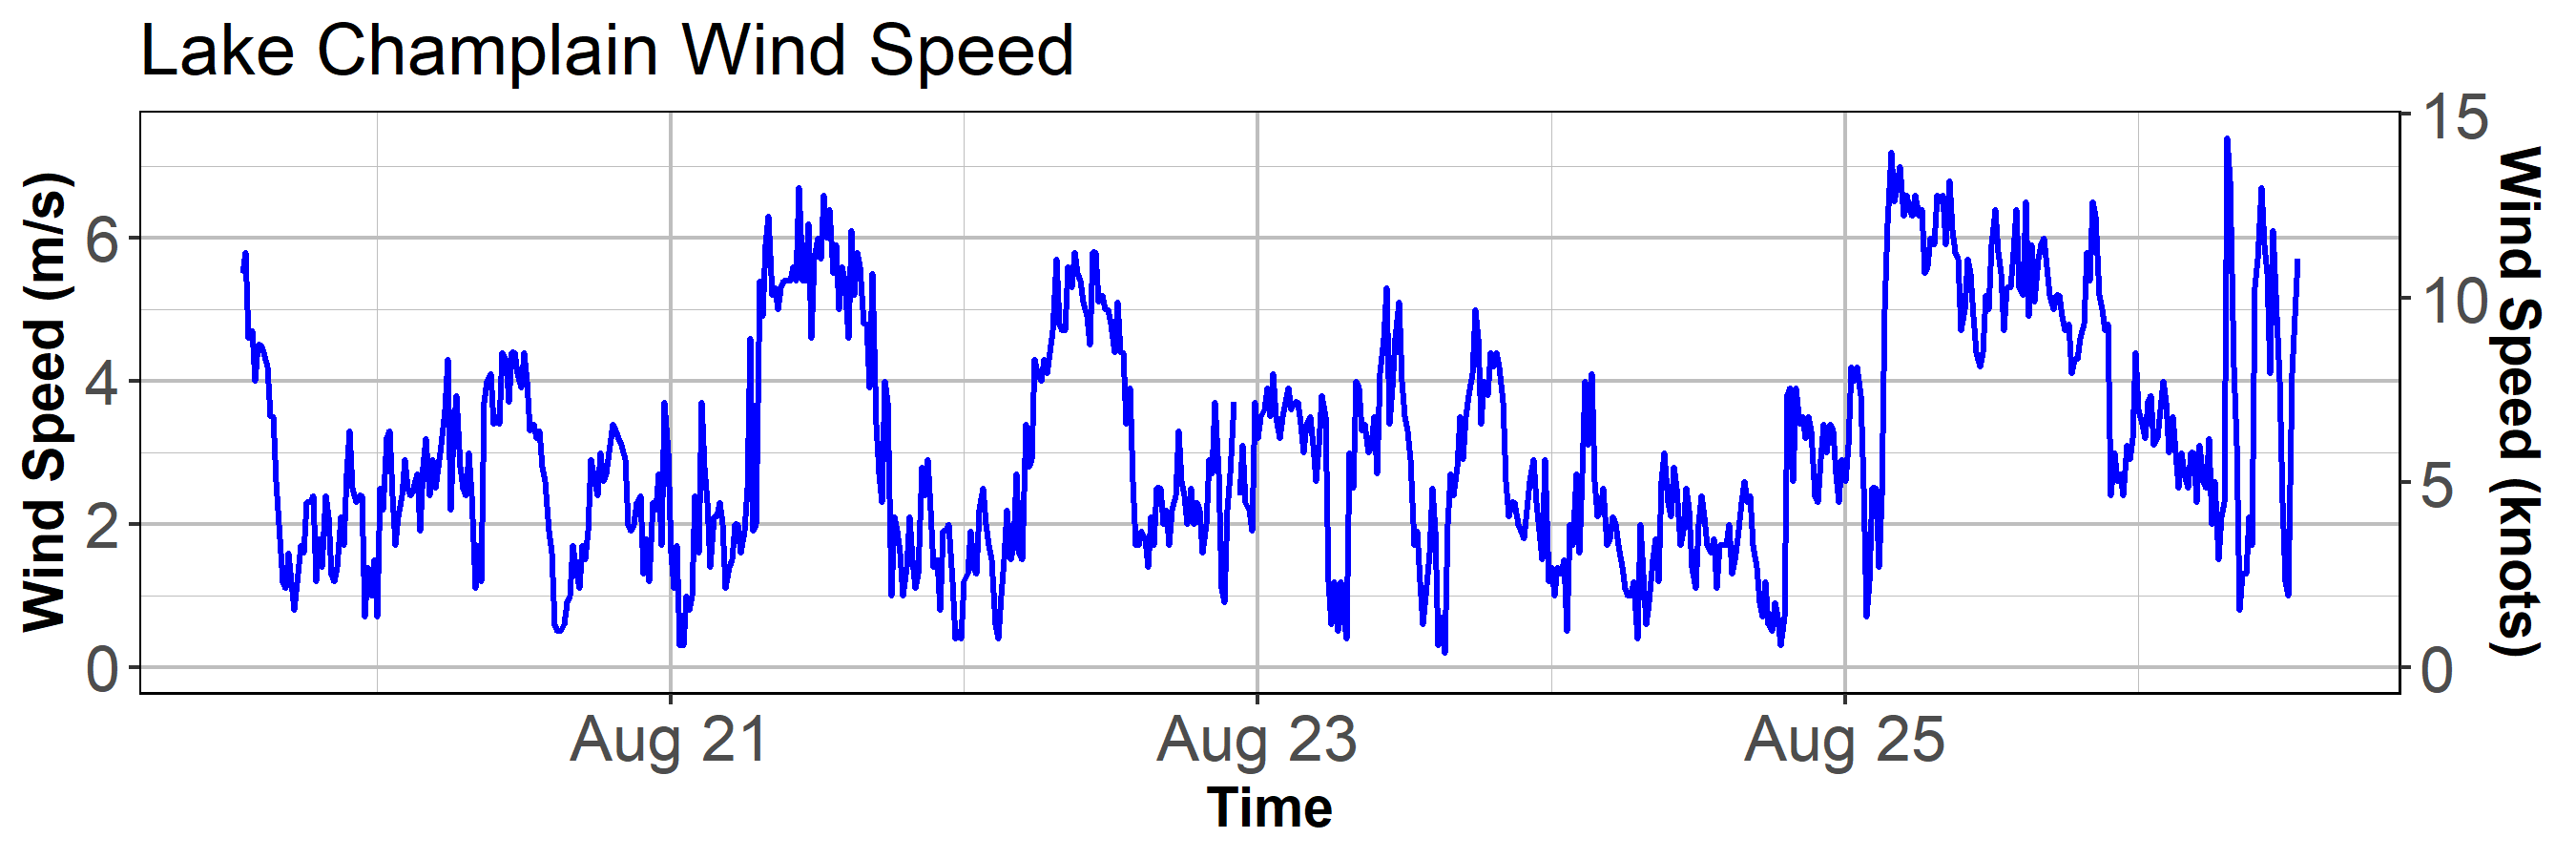 Lake Champlain Wind Speed
Wind Speed (m/s)
6
4
2
0
15
10
5
0
Wind Speed (knots)
Aug 21
Aug 23
Aug 25
Time